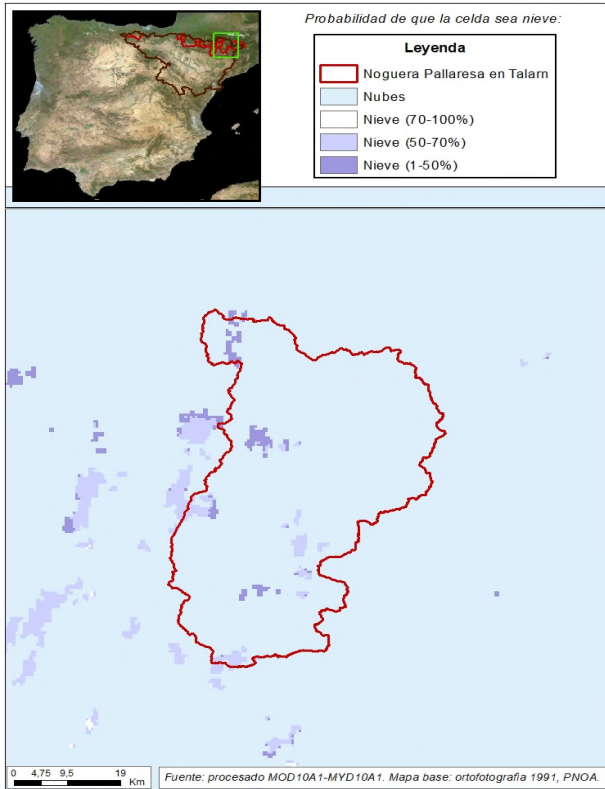 Probabilidad de que la celda sea nieve:
Leyenda
Noguera Pallaresa en Talarn
Nubes
Nieve (70-100%)
Nieve (50-70%)
Nieve (1-50%)
0 4,75 9,5 19
Km
Fuente: procesado MOD10A1-MYD10A1. Mapa base: ortofotografia 1991, PNOA.